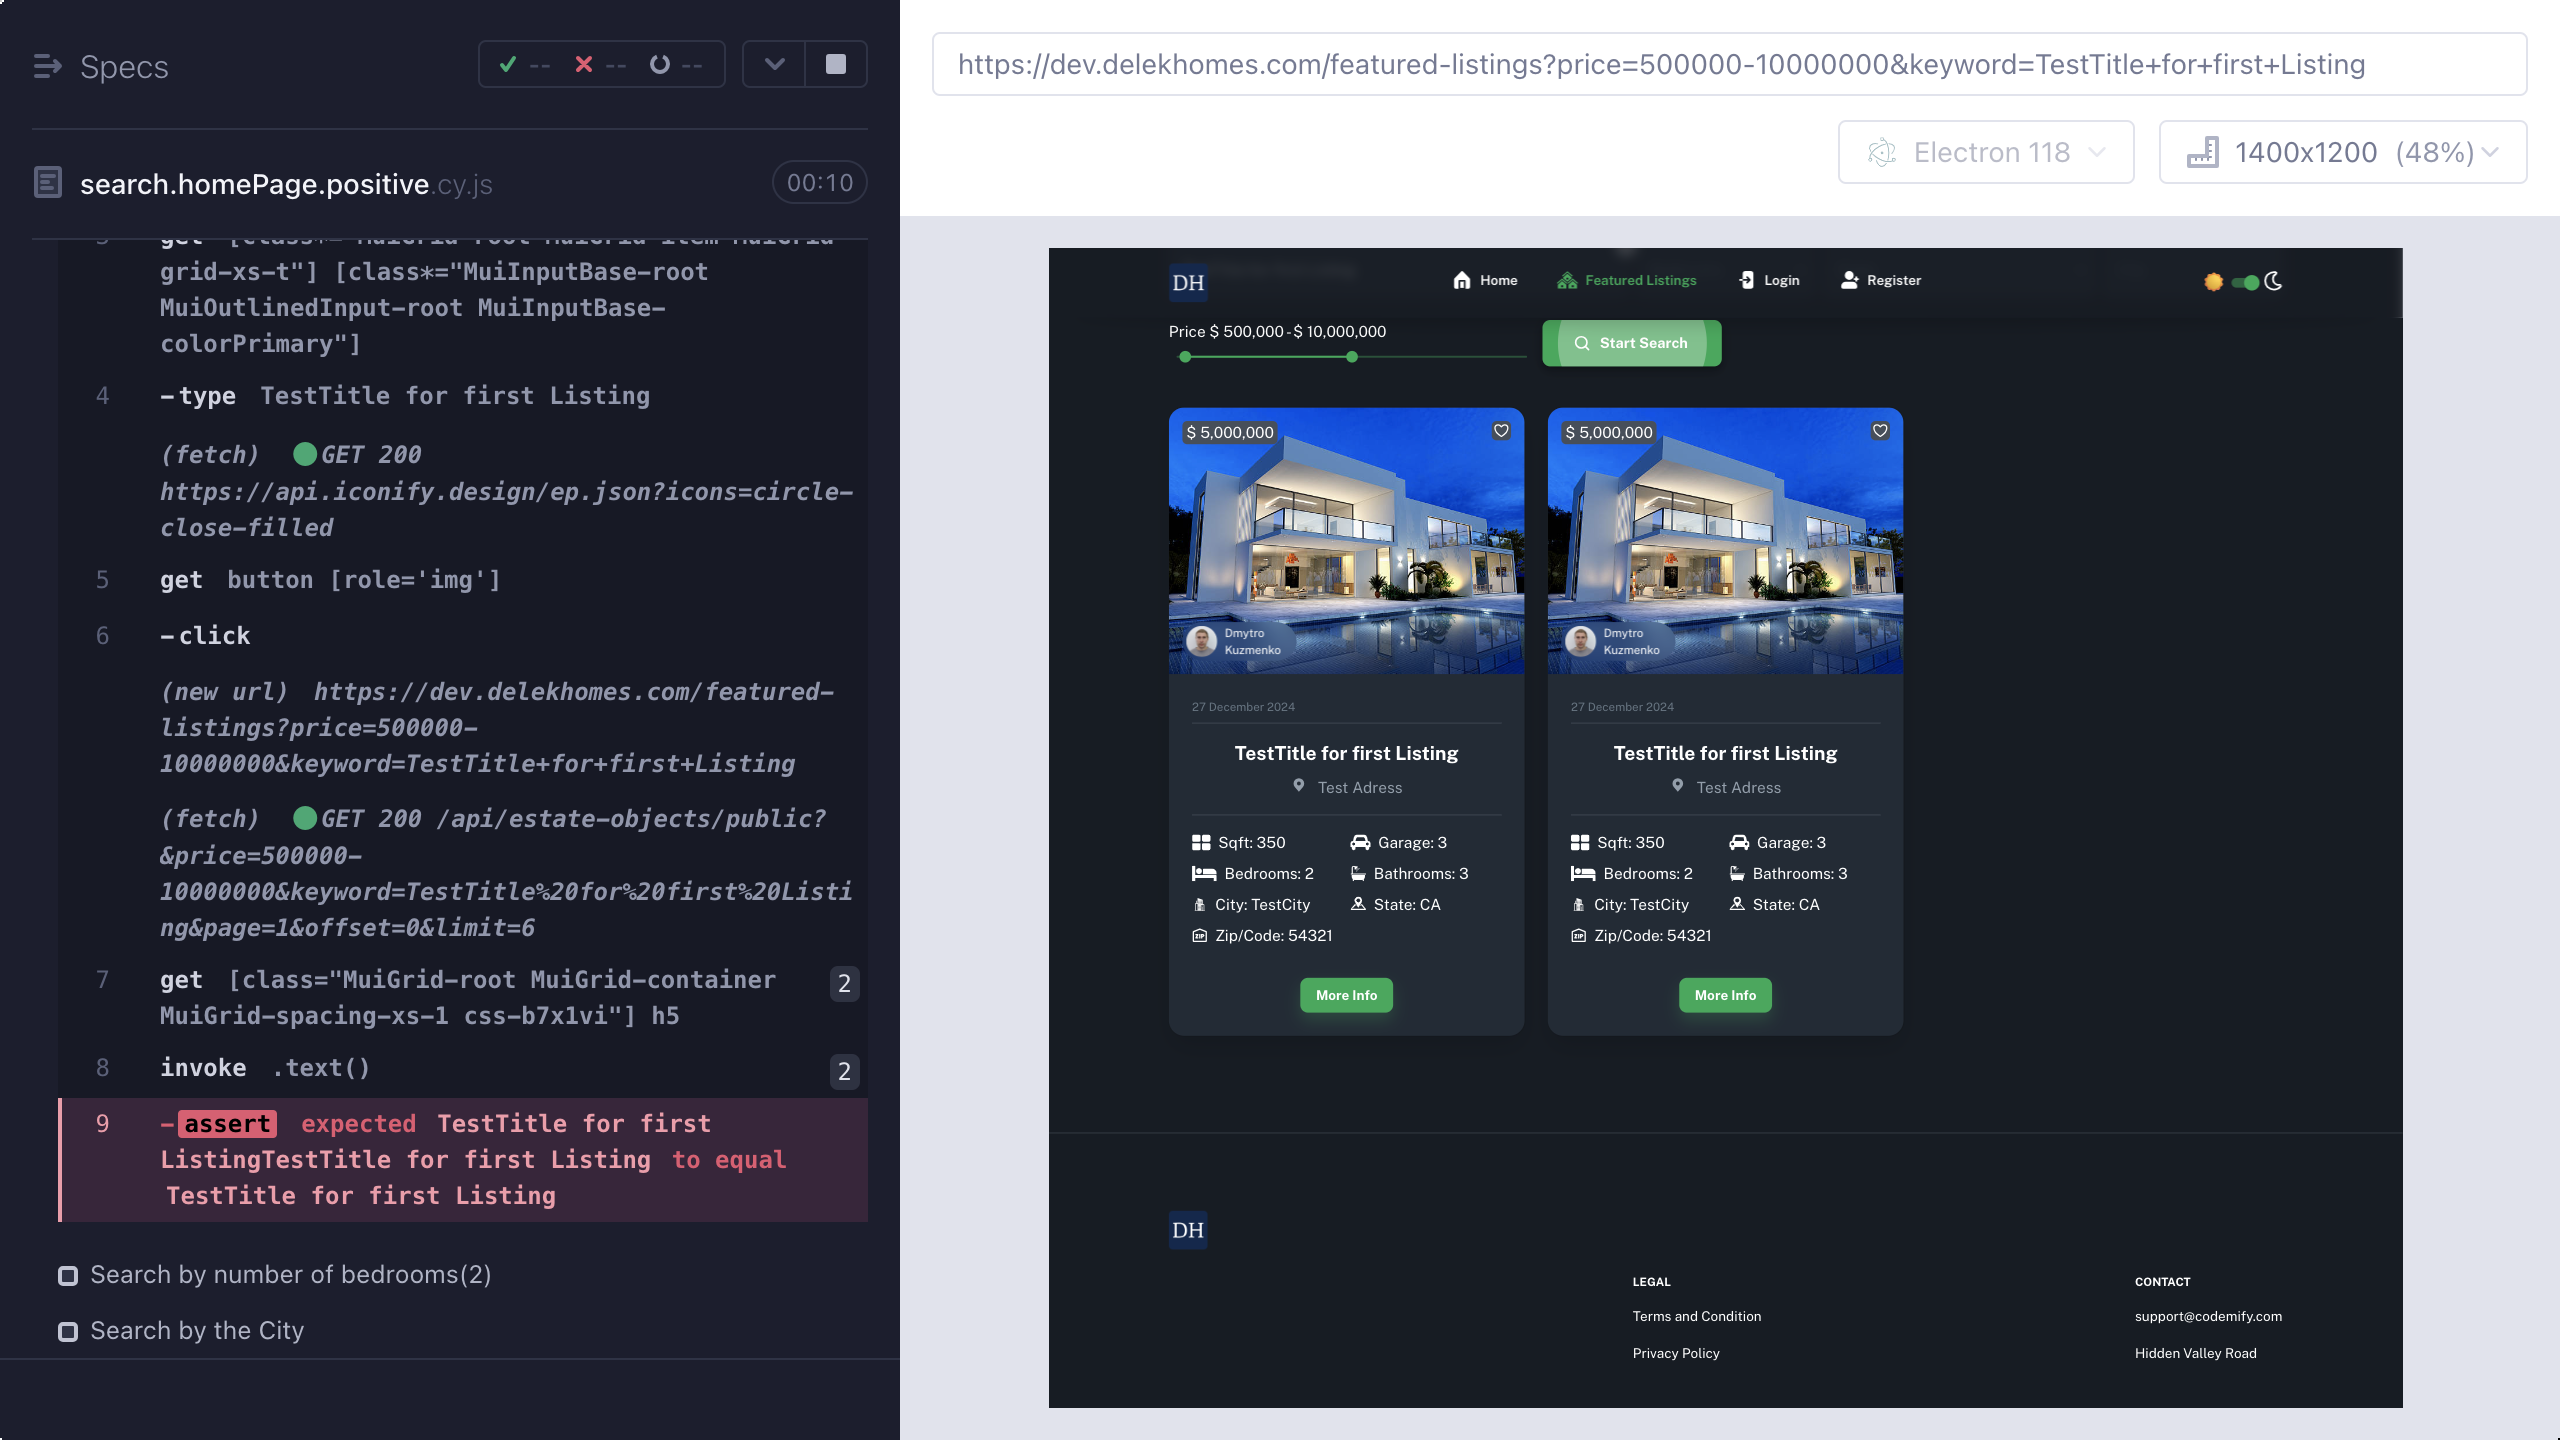 Specs
-- -- --
search.homePage.positive.cy.js
00:10
grid-xs-t"] [class*="MuiInputBase-root
MuiOutlinedInput-root MuiInputBase-
colorPrimary"]
4 -type TestTitle for first Listing
(fetch) GET 200
https://api.iconify.design/ep.json?icons=circle-
close-filled
5 get button [role='img']
6 -click
(new url) https://dev.delekhomes.com/featured-
listings?price=500000-
10000000&keyword=TestTitle+for+first+Listing
(fetch) GET 200 /api/estate-objects/public?
&price=500000-
10000000&keyword=TestTitle%20for%20first%20Listi
ng&page=1&offset=0&limit=6
7 get [class="MuiGrid-root MuiGrid-container 2
MuiGrid-spacing-xs-1 css-b7x1vi"] h5
8 invoke .text() 2
9 -assert expected TestTitle for first
ListingTestTitle for first Listing to equal
TestTitle for first Listing
Search by number of bedrooms(2)
Search by the City
https://dev.delekhomes.com/featured-listings?price=500000-10000000&keyword=TestTitle+for+first+Listing
Electron 118
1400x1200 (48%)
DH
Home
Featured Listings
Login
Register
Price $ 500,000 - $ 10,000,000
Start Search
$ 5,000,000
Dmytro
Kuzmenko
27 December 2024
TestTitle for first Listing
Test Adress
Sqft: 350 Garage: 3
Bedrooms: 2 Bathrooms: 3
City: TestCity State: CA
ZIP Zip/Code: 54321
More Info
$ 5,000,000
Dmytro
Kuzmenko
27 December 2024
TestTitle for first Listing
Test Adress
Sqft: 350 Garage: 3
Bedrooms: 2 Bathrooms: 3
City: TestCity State: CA
ZIP Zip/Code: 54321
More Info
DH
LEGAL
Terms and Condition
Privacy Policy
CONTACT
support@codemify.com
Hidden Valley Road